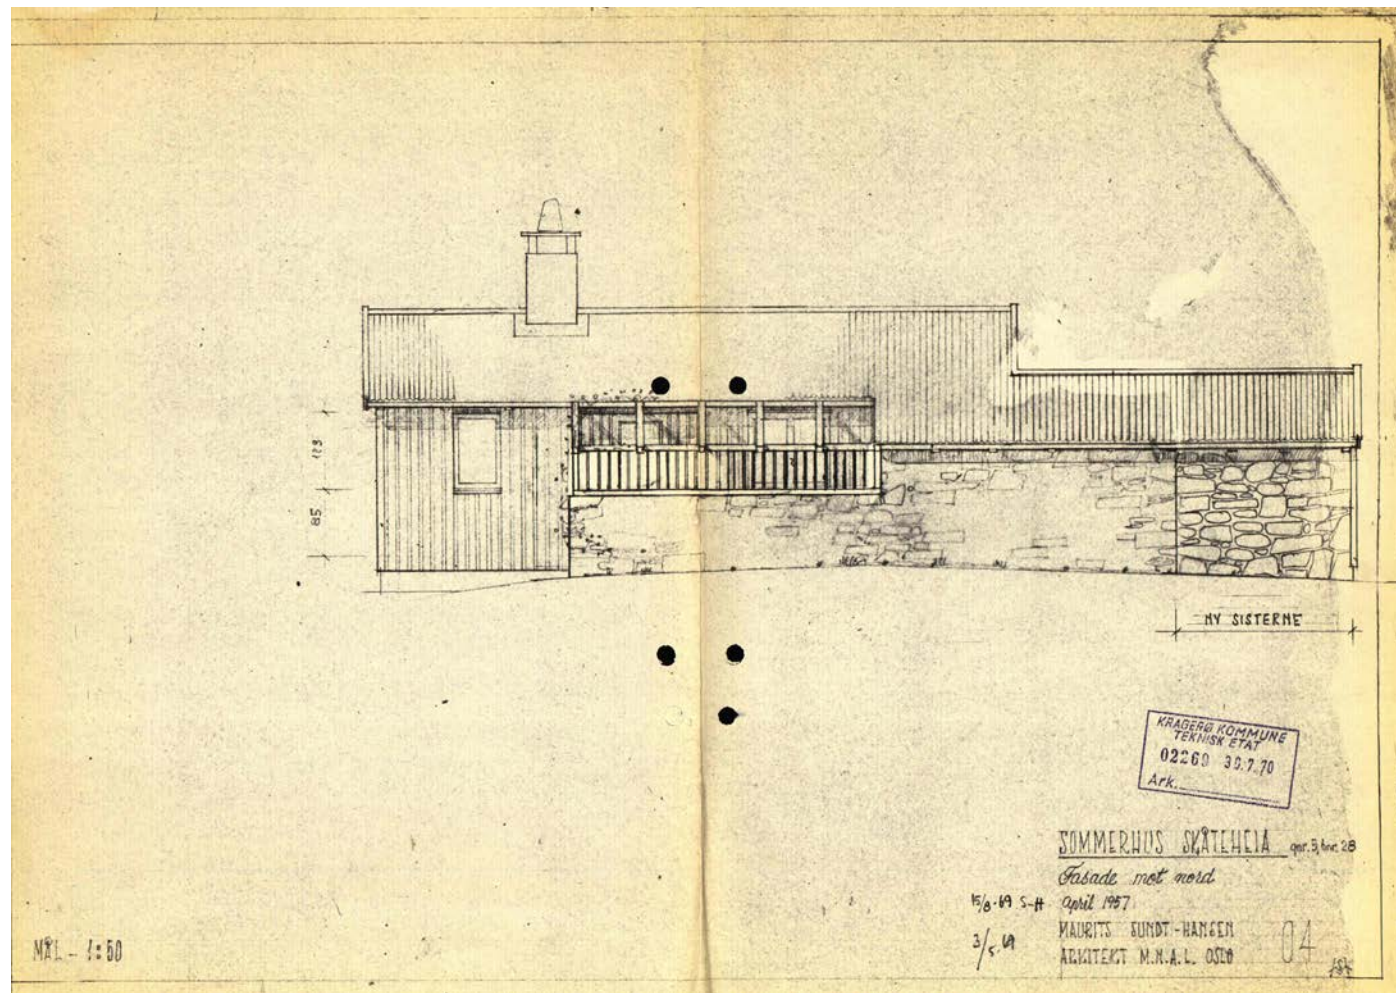 123
85
NY SISTERNE
KRAGERØ KOMMUNE
TEKNISK ETAT
02269 30.7.70
Ark.
SOMMERHUS SKÅTEHEIA gnr. 5, bnr. 28
Fasade mot nord
15/8-69 S-H April 1957
3/5.69 MAURITS SUNDT-HANSEN 04
ARKITEKT M.N.A.L. OSLO
MÅL - 1:50